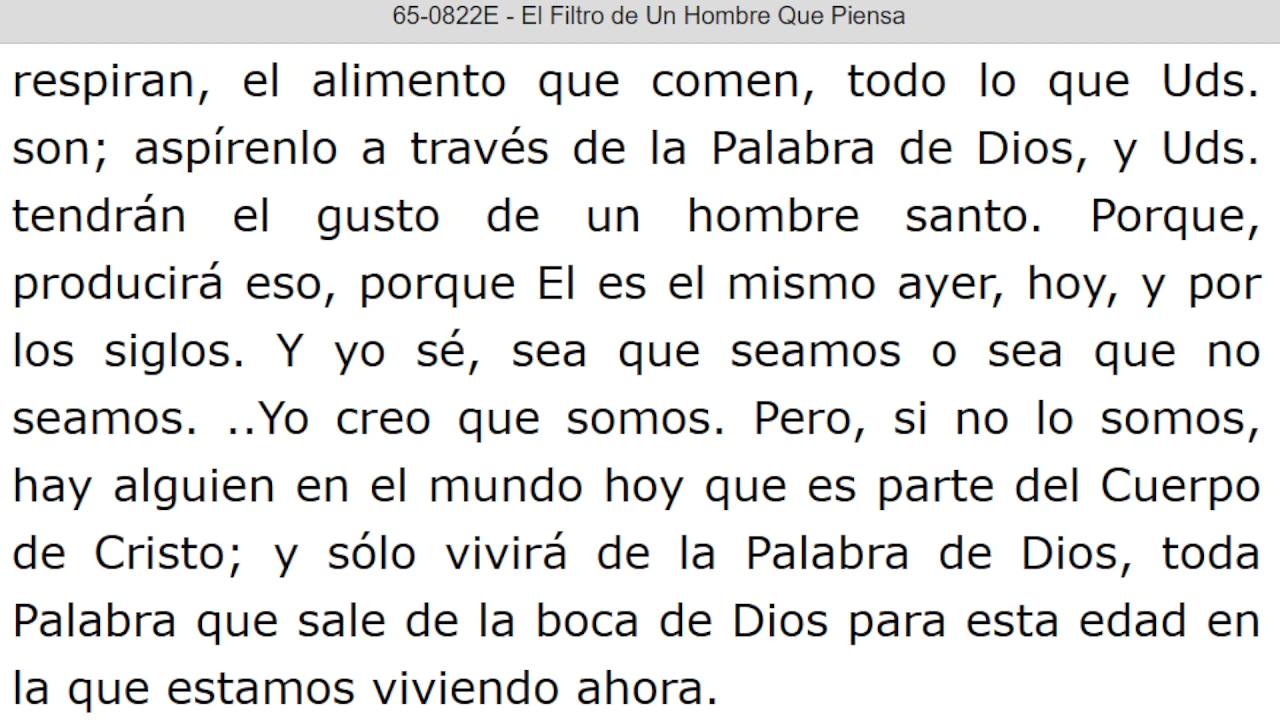 65-0822E - El Filtro de Un Hombre Que Piensa
respiran, el alimento que comen, todo lo que Uds.
son; aspírenlo a través de la Palabra de Dios, y Uds.
tendrán el gusto de un hombre santo. Porque,
producirá eso, porque El es el mismo ayer, hoy, y por
los siglos. Y yo sé, sea que seamos o sea que no
seamos. ..Yo creo que somos. Pero, si no lo somos,
hay alguien en el mundo hoy que es parte del Cuerpo
de Cristo; y sólo vivirá de la Palabra de Dios, toda
Palabra que sale de la boca de Dios para esta edad en
la que estamos viviendo ahora.